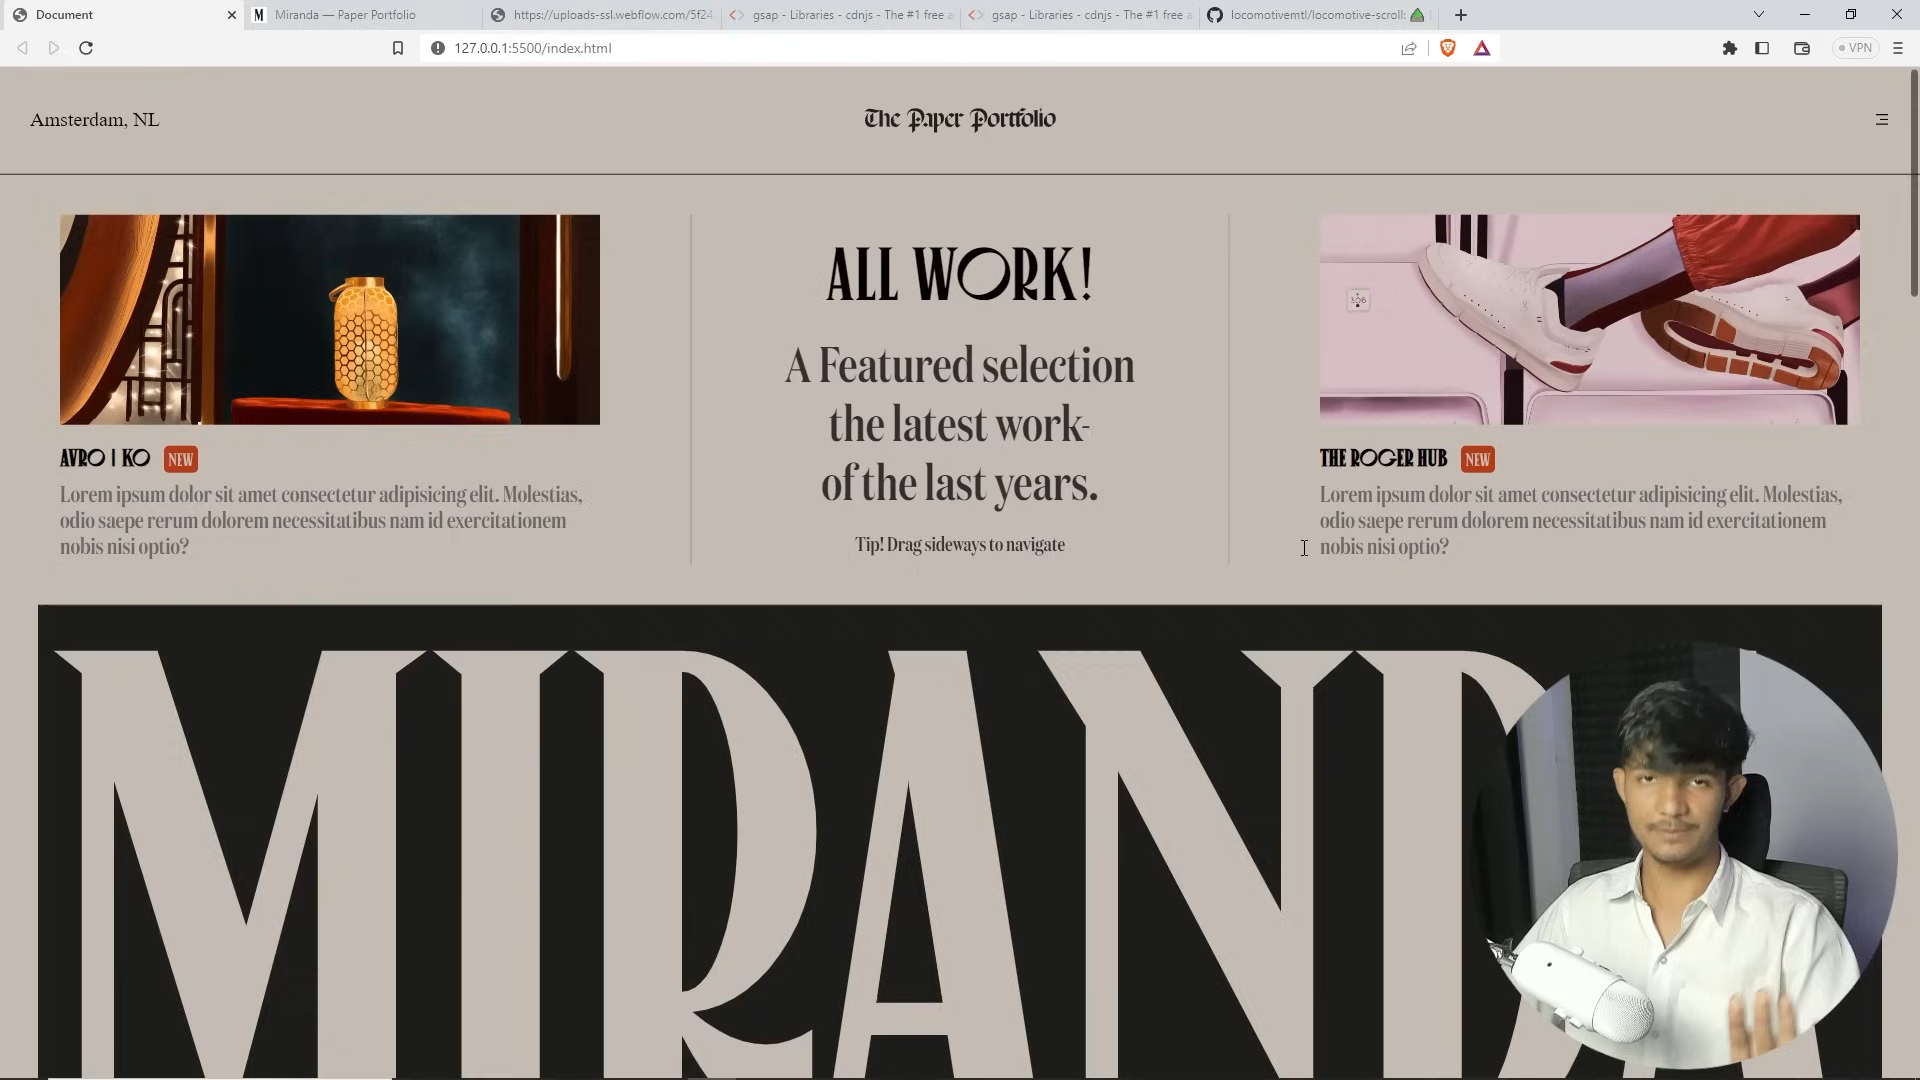 Document
Miranda — Paper Portfolio
https://uploads-ssl.webflow.com/5f24
gsap - Libraries - cdnjs - The #1 free a
gsap - Libraries - cdnjs - The #1 free a
locomotivemtl/locomotive-scroll:
127.0.0.1:5500/index.html
VPN
Amsterdam, NL
The Paper Portfolio
AVRO | KO NEW
Lorem ipsum dolor sit amet consectetur adipisicing elit. Molestias,
odio saepe rerum dolorem necessitatibus nam id exercitationem
nobis nisi optio?
ALL WORK!
A Featured selection
the latest work-
of the last years.
Tip! Drag sideways to navigate
306
THE ROGER HUB NEW
Lorem ipsum dolor sit amet consectetur adipisicing elit. Molestias,
odio saepe rerum dolorem necessitatibus nam id exercitationem
nobis nisi optio?
MIRANDA